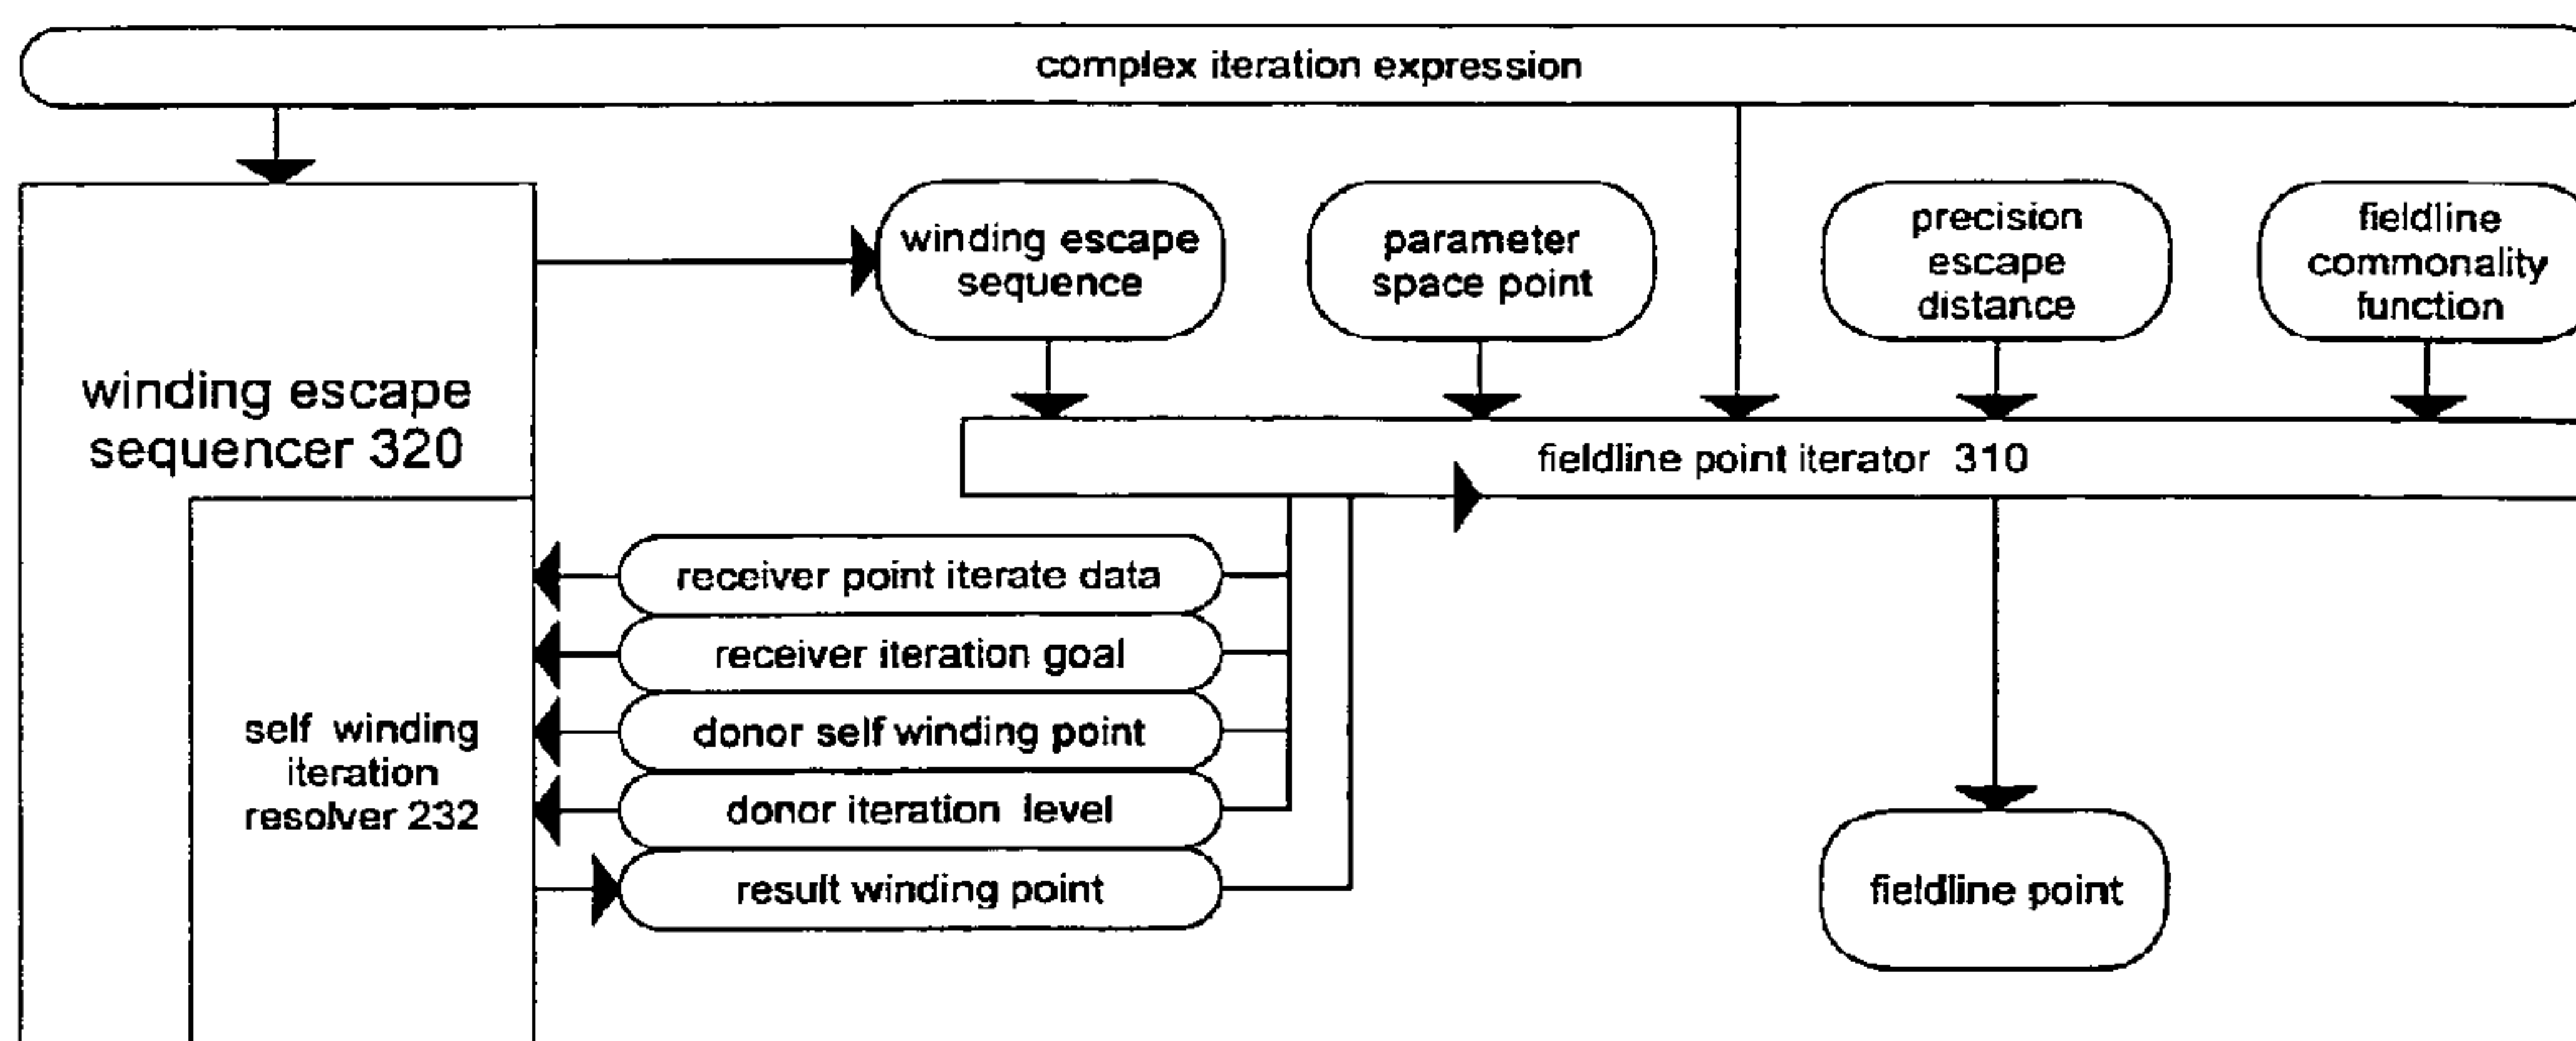 complex iteration expression
winding escape
sequence
parameter
space point
precision
escape
distance
fieldline
commonality
function
winding escape
sequencer 320
fieldline point iterator 310
receiver point iterate data
receiver iteration goal
donor self winding point
donor iteration level
result winding point
self winding
iteration
resolver 232
fieldline point